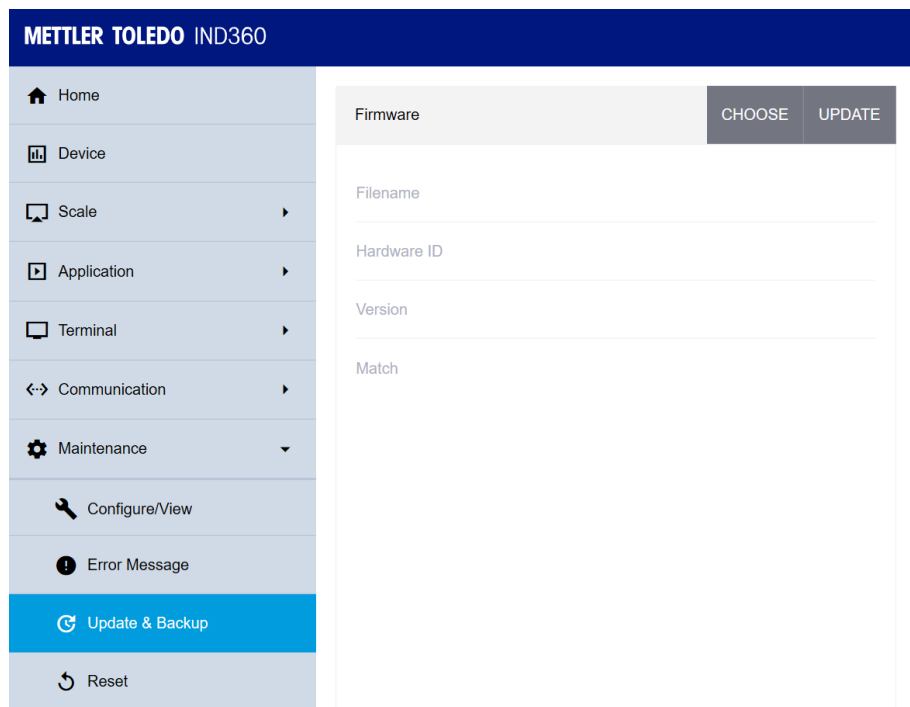 METTLER TOLEDO IND360
Home
Device
Scale
Application
Terminal
Communication
Maintenance
Configure/View
Error Message
Update & Backup
Reset
Firmware
CHOOSE
UPDATE
Filename
Hardware ID
Version
Match